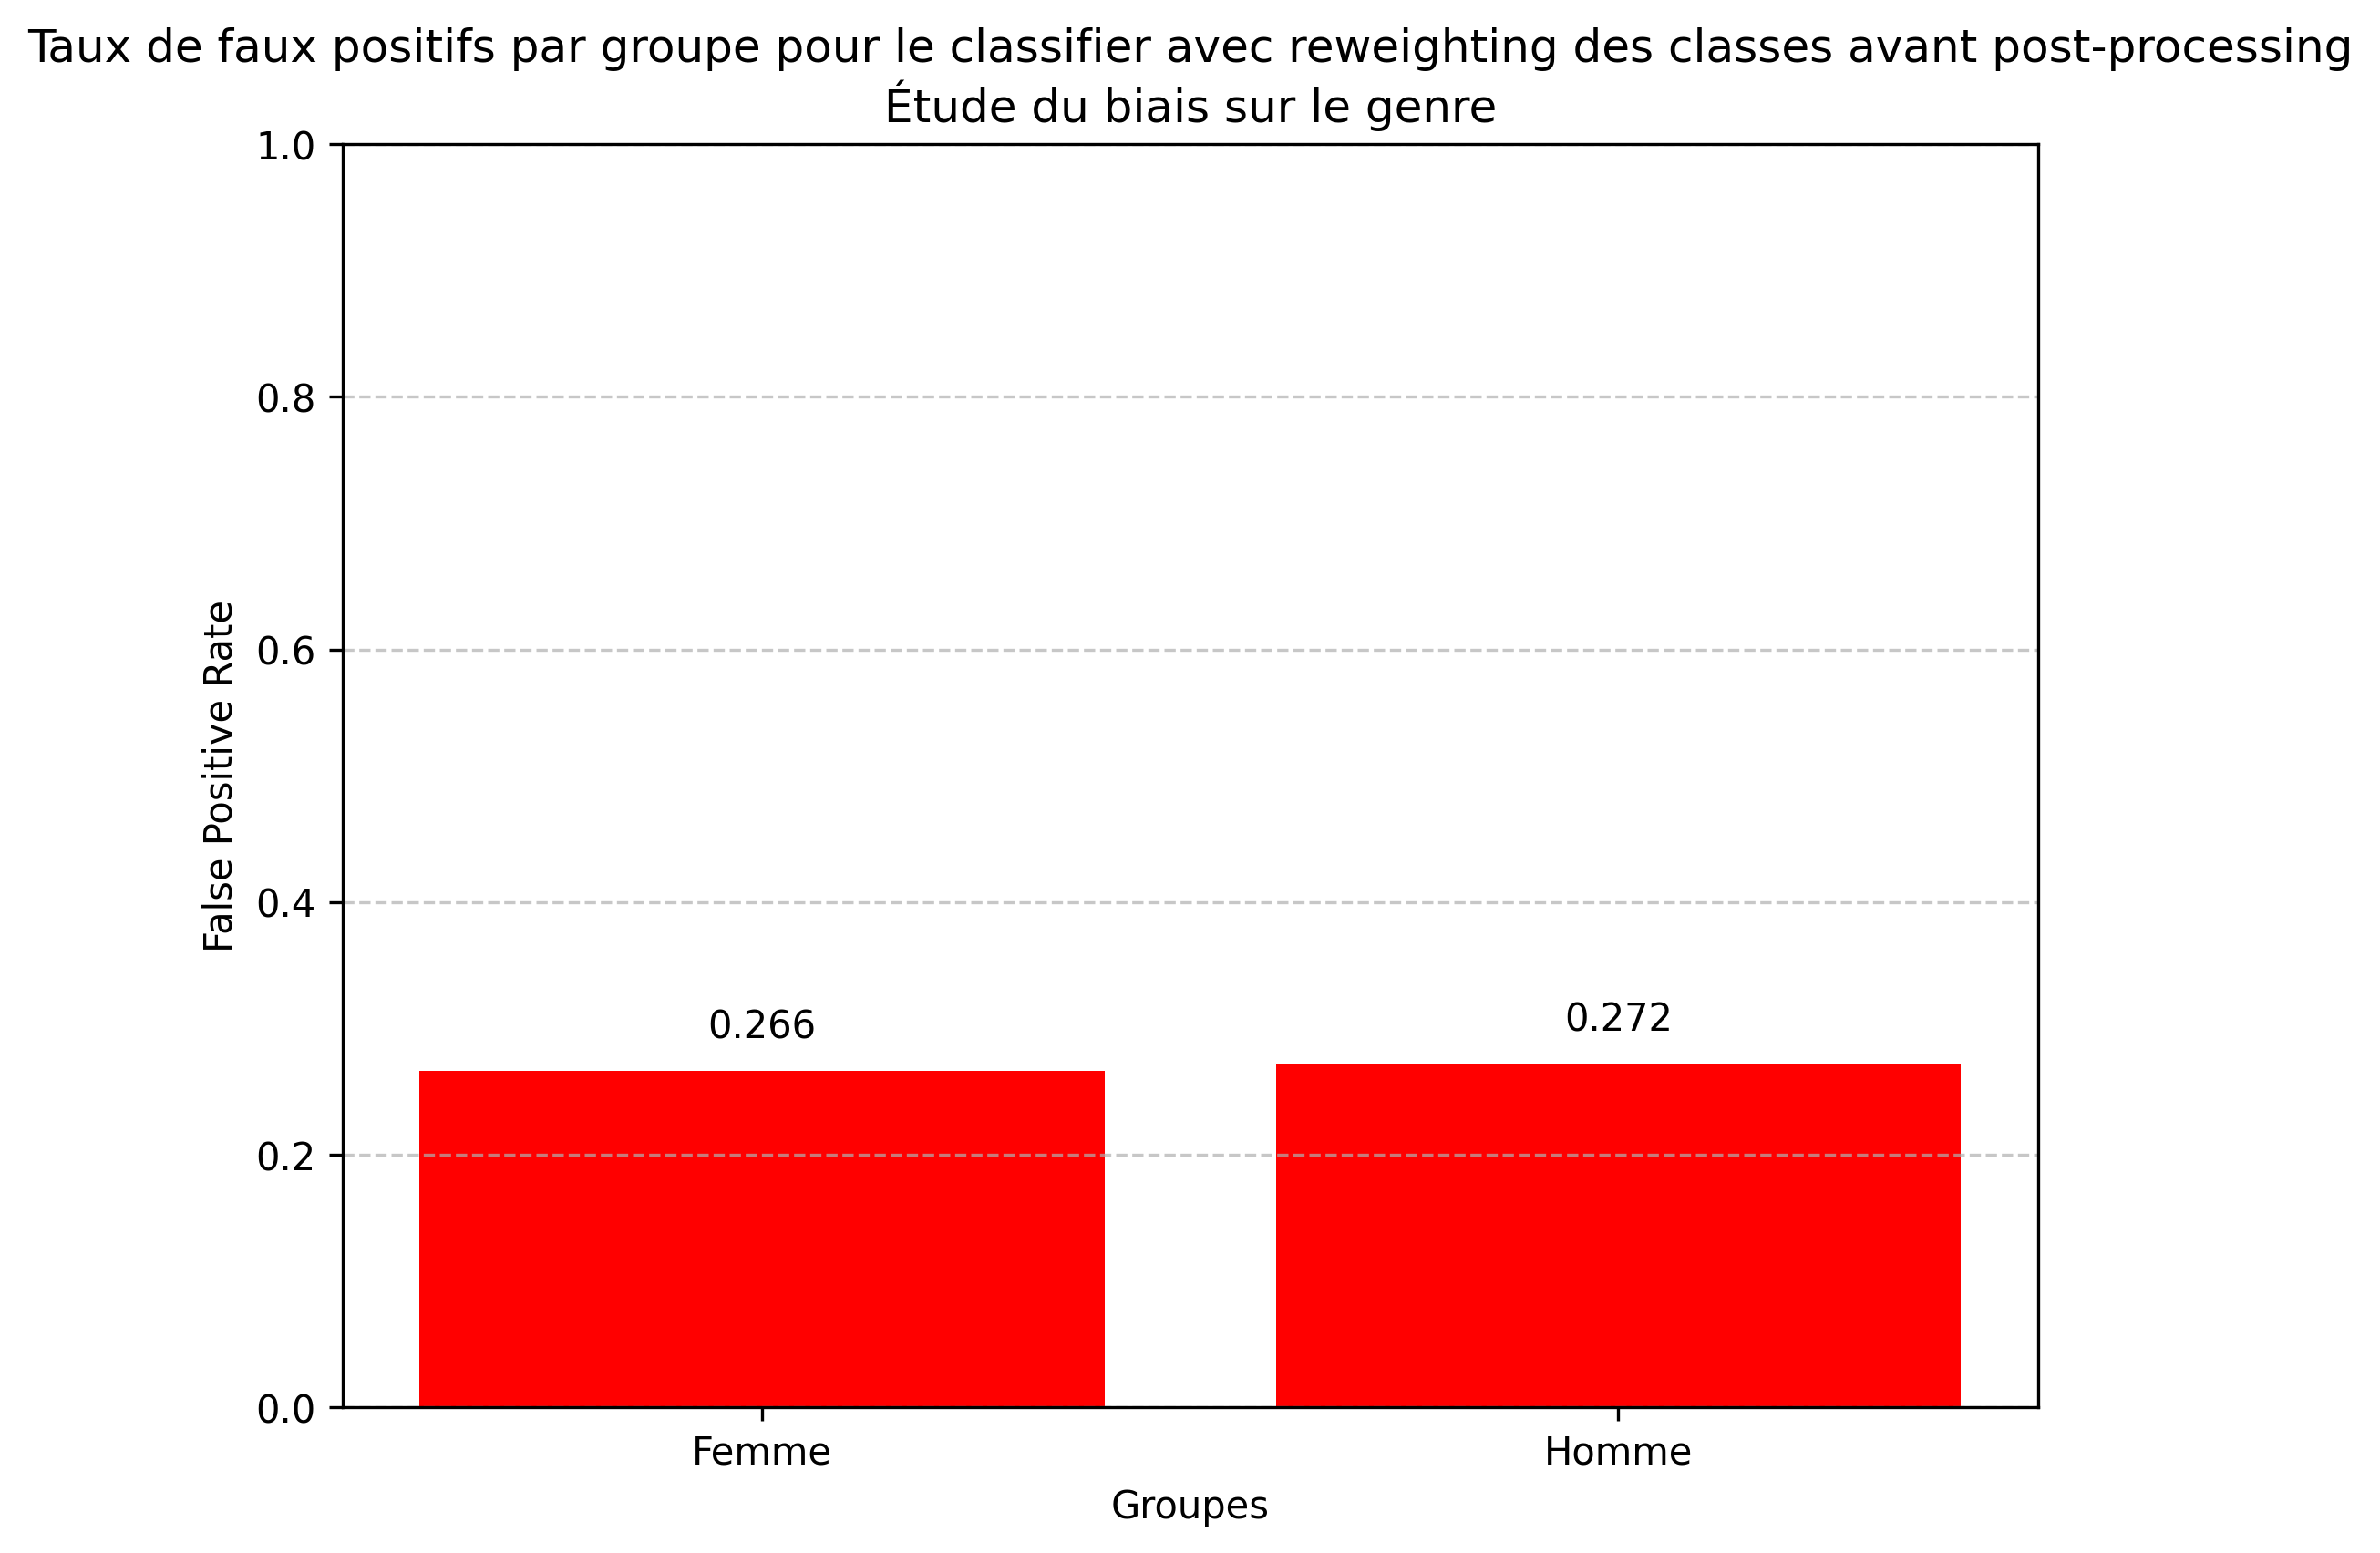 Taux de faux positifs par groupe pour le classifier avec reweighting des classes avant post-processing
Étude du biais sur le genre
1.0
0.8
0.6
0.4
0.2
0.0
False Positive Rate
0.266
0.272
Femme
Homme
Groupes